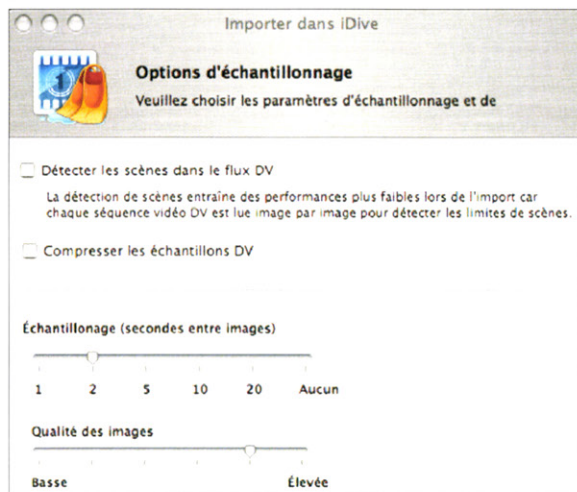 Importer dans iDive
Options d'échantillonnage
Veuillez choisir les paramètres d'échantillonnage et de
Détecter les scènes dans le flux DV
La détection de scènes entraîne des performances plus faibles lors de l'import car
chaque séquence vidéo DV est lue image par image pour détecter les limites de scènes.
Compresser les échantillons DV
Échantillonage (secondes entre images)
1 2 5 10 20 Aucun
Qualité des images
Basse Élevée